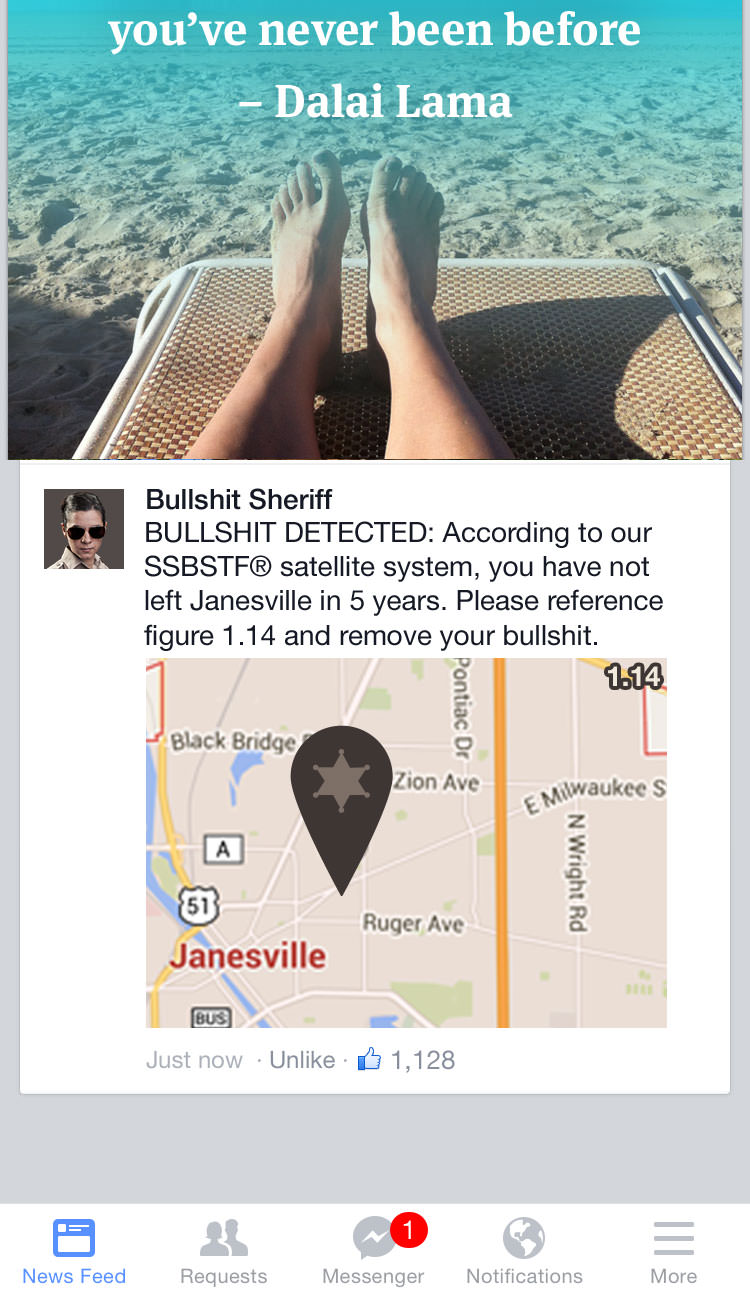 you've never been before
– Dalai Lama
Bullshit Sheriff
BULLSHIT DETECTED: According to our
SSBSTF® satellite system, you have not
left Janesville in 5 years. Please reference
figure 1.14 and remove your bullshit.
1.14
Pontiac Dr
Black Bridge
Zion Ave
E Milwaukee S
N Wright Rd
A
51
Ruger Ave
Janesville
BUS
Just now · Unlike · 1,128
1
News Feed Requests Messenger Notifications More